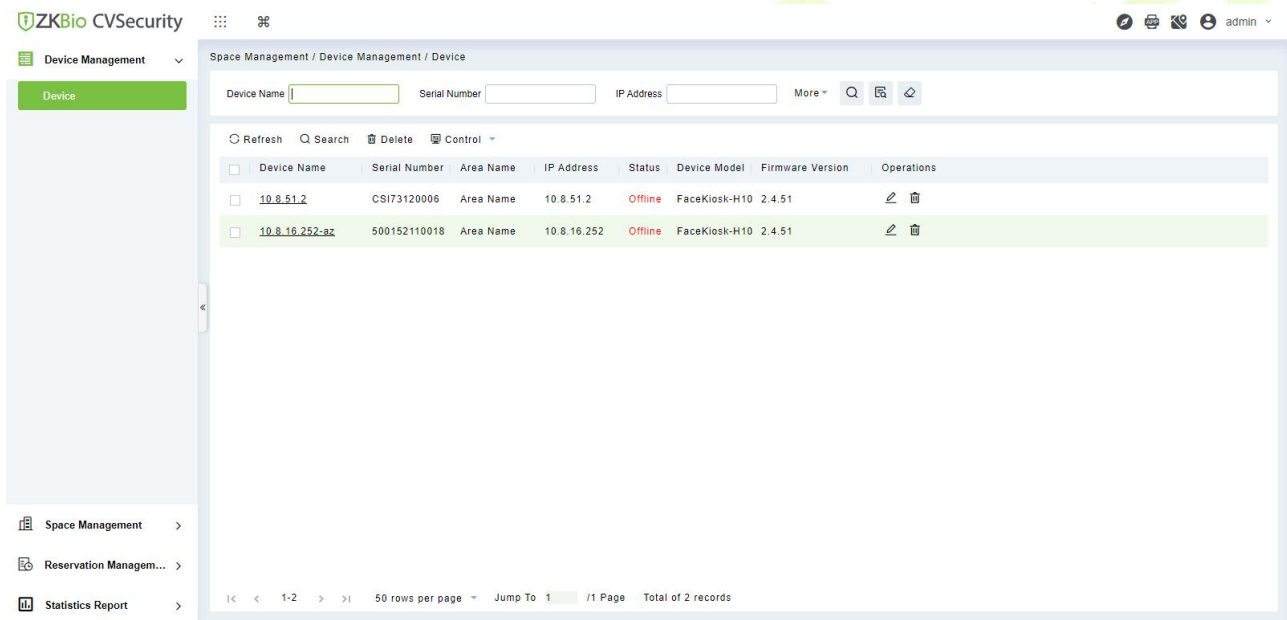 ZKBio CVSecurity
admin
Device Management
Device
Space Management / Device Management / Device
Device Name Serial Number IP Address More
Refresh Search Delete Control
Device Name Serial Number Area Name IP Address Status Device Model Firmware Version Operations
10.8.51.2 CSI73120006 Area Name 10.8.51.2 Offline FaceKiosk-H10 2.4.51
10.8.16.252-az 500152110018 Area Name 10.8.16.252 Offline FaceKiosk-H10 2.4.51
Space Management
Reservation Managem...
Statistics Report
1-2 50 rows per page Jump To 1 /1 Page Total of 2 records